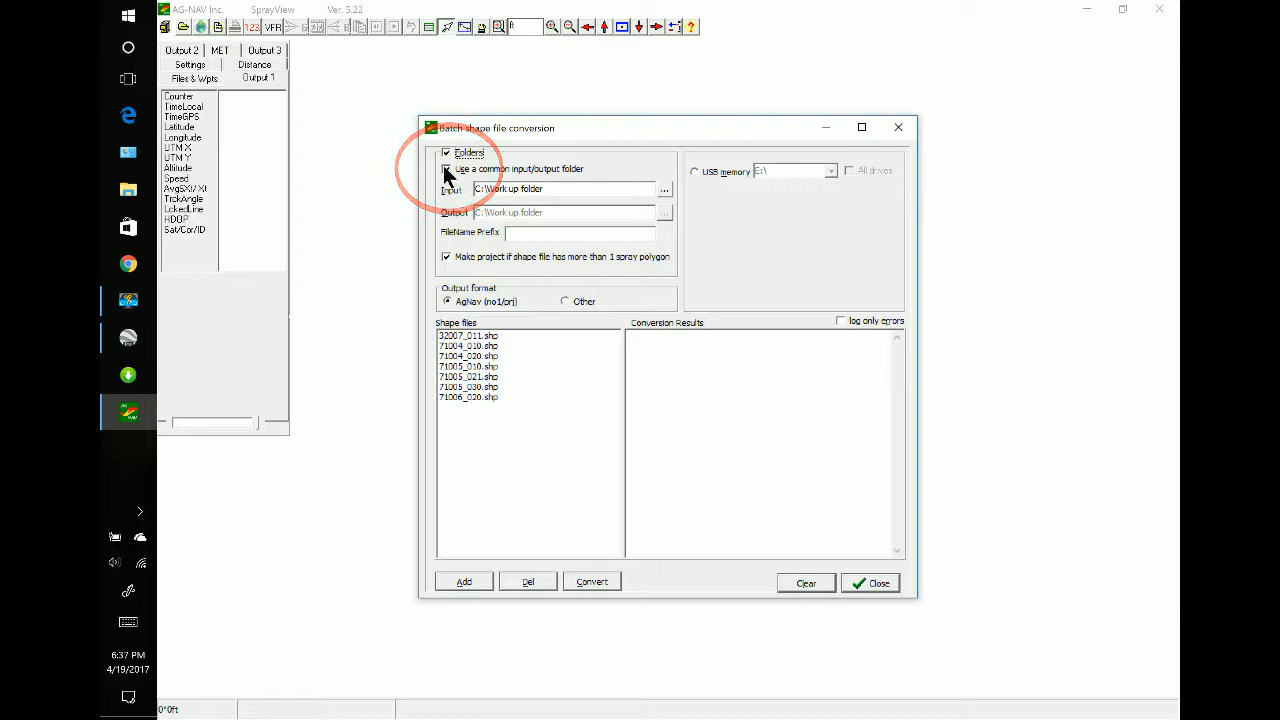 AG-NAV Inc. SprayView Ver. 5.22
123.. VFR ft
Output 2 MET Output 3
Settings Distance
Files & Wpts Output 1
Counter
TimeLocal
TimeGPS
Latitude
Longitude
UTM X
UTM Y
Altitude
Speed
AvgSXt/ Xt
TrckAngle
LckedLine
HDOP
Sat/Cor/ID
Batch shape file conversion
Folders
Use a common input/output folder
Input C:\Work up folder ...
Output C:\Work up folder ...
FileName Prefix
Make project if shape file has more than 1 spray polygon
USB memory E:\ All drives
Output format
AgNav (no1/prj) Other
Shape files
32007_011.shp
71004_010.shp
71004_020.shp
71005_010.shp
71005_021.shp
71005_030.shp
71006_020.shp
Conversion Results log only errors
Add Del Convert Clear Close
6:37 PM
4/19/2017
0*0ft